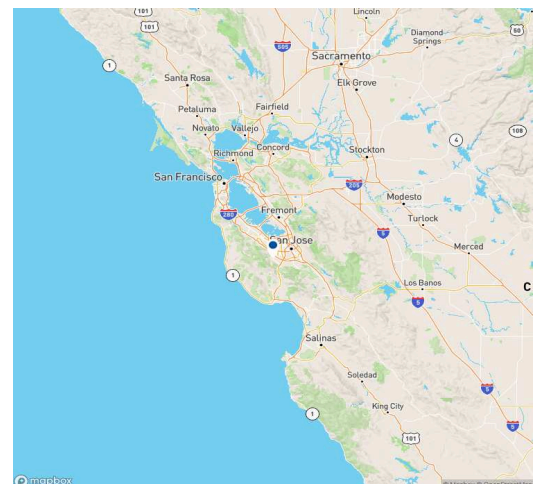 101
Lincoln
101
505
Diamond
Springs
50
Sacramento
1
Santa Rosa
Elk Grove
Petaluma
Fairfield
108
Novato
Vallejo
4
Richmond
Concord
Stockton
San Francisco
205
Modesto
280
Fremont
Turlock
5
San Jose
Merced
1
Los Banos
C
5
Salinas
Soledad
5
King City
1
5
101
mapbox